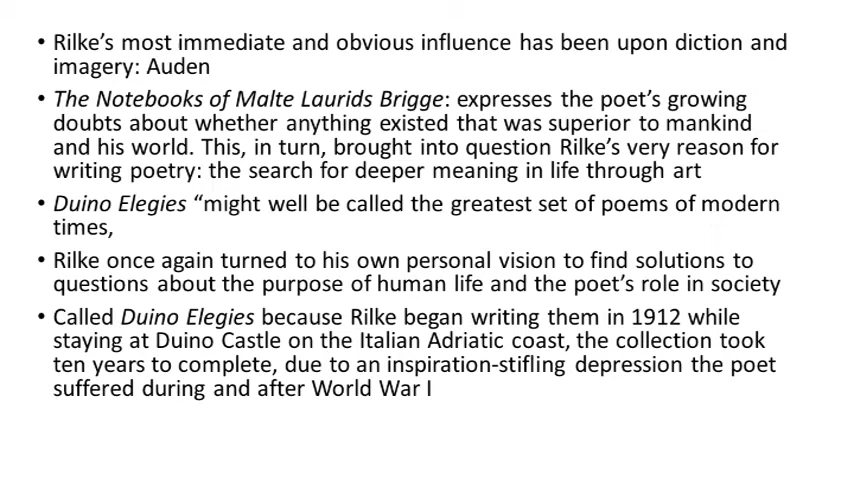 • Rilke’s most immediate and obvious influence has been upon diction and
imagery: Auden
• The Notebooks of Malte Laurids Brigge: expresses the poet’s growing
doubts about whether anything existed that was superior to mankind
and his world. This, in turn, brought into question Rilke’s very reason for
writing poetry: the search for deeper meaning in life through art
• Duino Elegies “might well be called the greatest set of poems of modern
times,
• Rilke once again turned to his own personal vision to find solutions to
questions about the purpose of human life and the poet’s role in society
• Called Duino Elegies because Rilke began writing them in 1912 while
staying at Duino Castle on the Italian Adriatic coast, the collection took
ten years to complete, due to an inspiration-stifling depression the poet
suffered during and after World War I